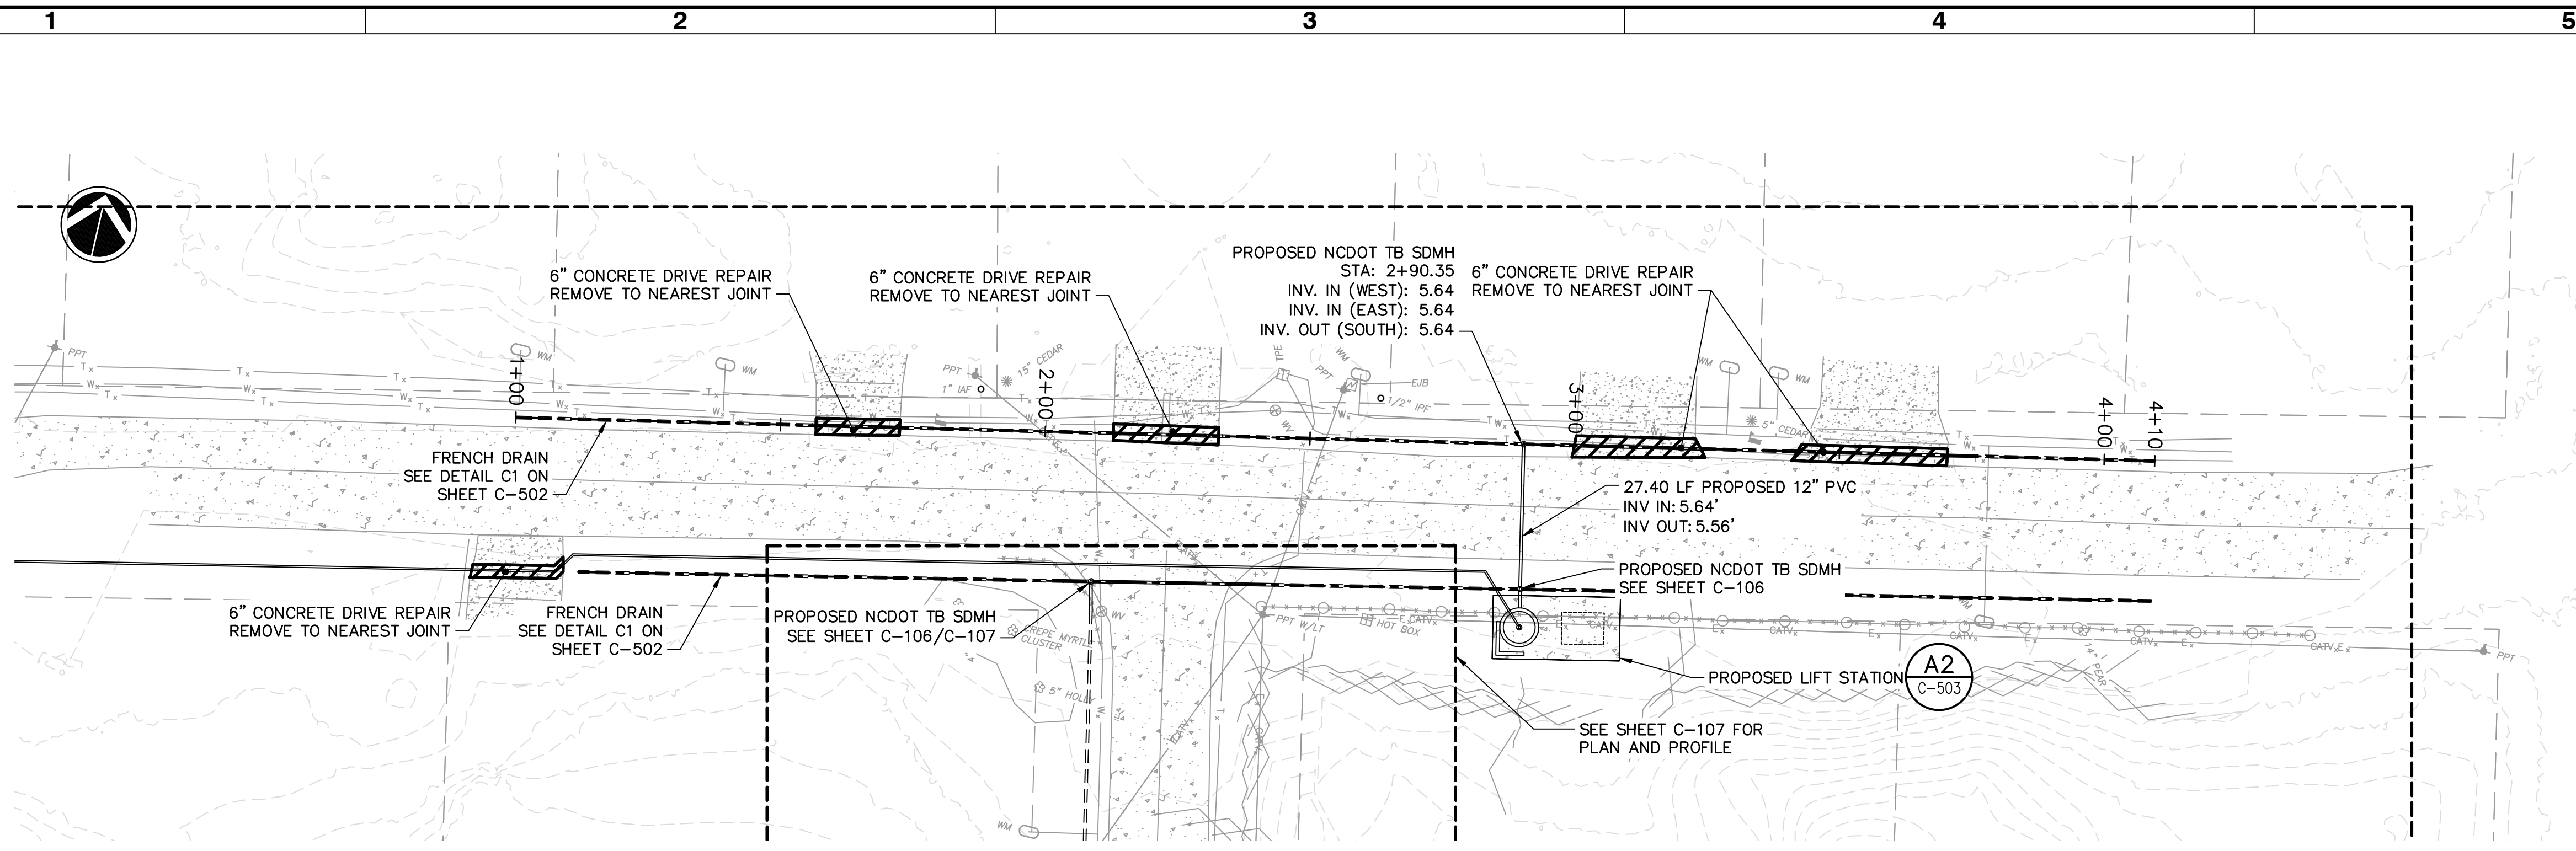 1 2 3 4 5
PROPOSED NCDOT TB SDMH
STA: 2+90.35
INV. IN (WEST): 5.64
INV. IN (EAST): 5.64
INV. OUT (SOUTH): 5.64
6" CONCRETE DRIVE REPAIR
REMOVE TO NEAREST JOINT
6" CONCRETE DRIVE REPAIR
REMOVE TO NEAREST JOINT
6" CONCRETE DRIVE REPAIR
REMOVE TO NEAREST JOINT
PPT
WM
WM
PPT
1" IAF
15" CEDAR
TPE
WM
PPT
EJB
1/2" IPF
WV
WM
WM
5" CEDAR
1+00
2+00
3+00
4+00
4+10
FRENCH DRAIN
SEE DETAIL C1 ON
SHEET C-502
27.40 LF PROPOSED 12" PVC
INV IN: 5.64'
INV OUT: 5.56'
PROPOSED NCDOT TB SDMH
SEE SHEET C-106
6" CONCRETE DRIVE REPAIR
REMOVE TO NEAREST JOINT
FRENCH DRAIN
SEE DETAIL C1 ON
SHEET C-502
PROPOSED NCDOT TB SDMH
SEE SHEET C-106/C-107
WV
CREPE MYRTLE
CLUSTER
5" HOLLY
PPT W/LT
HOT BOX
WM
14" PEAR
PPT
PROPOSED LIFT STATION
A2
C-503
SEE SHEET C-107 FOR
PLAN AND PROFILE
WM